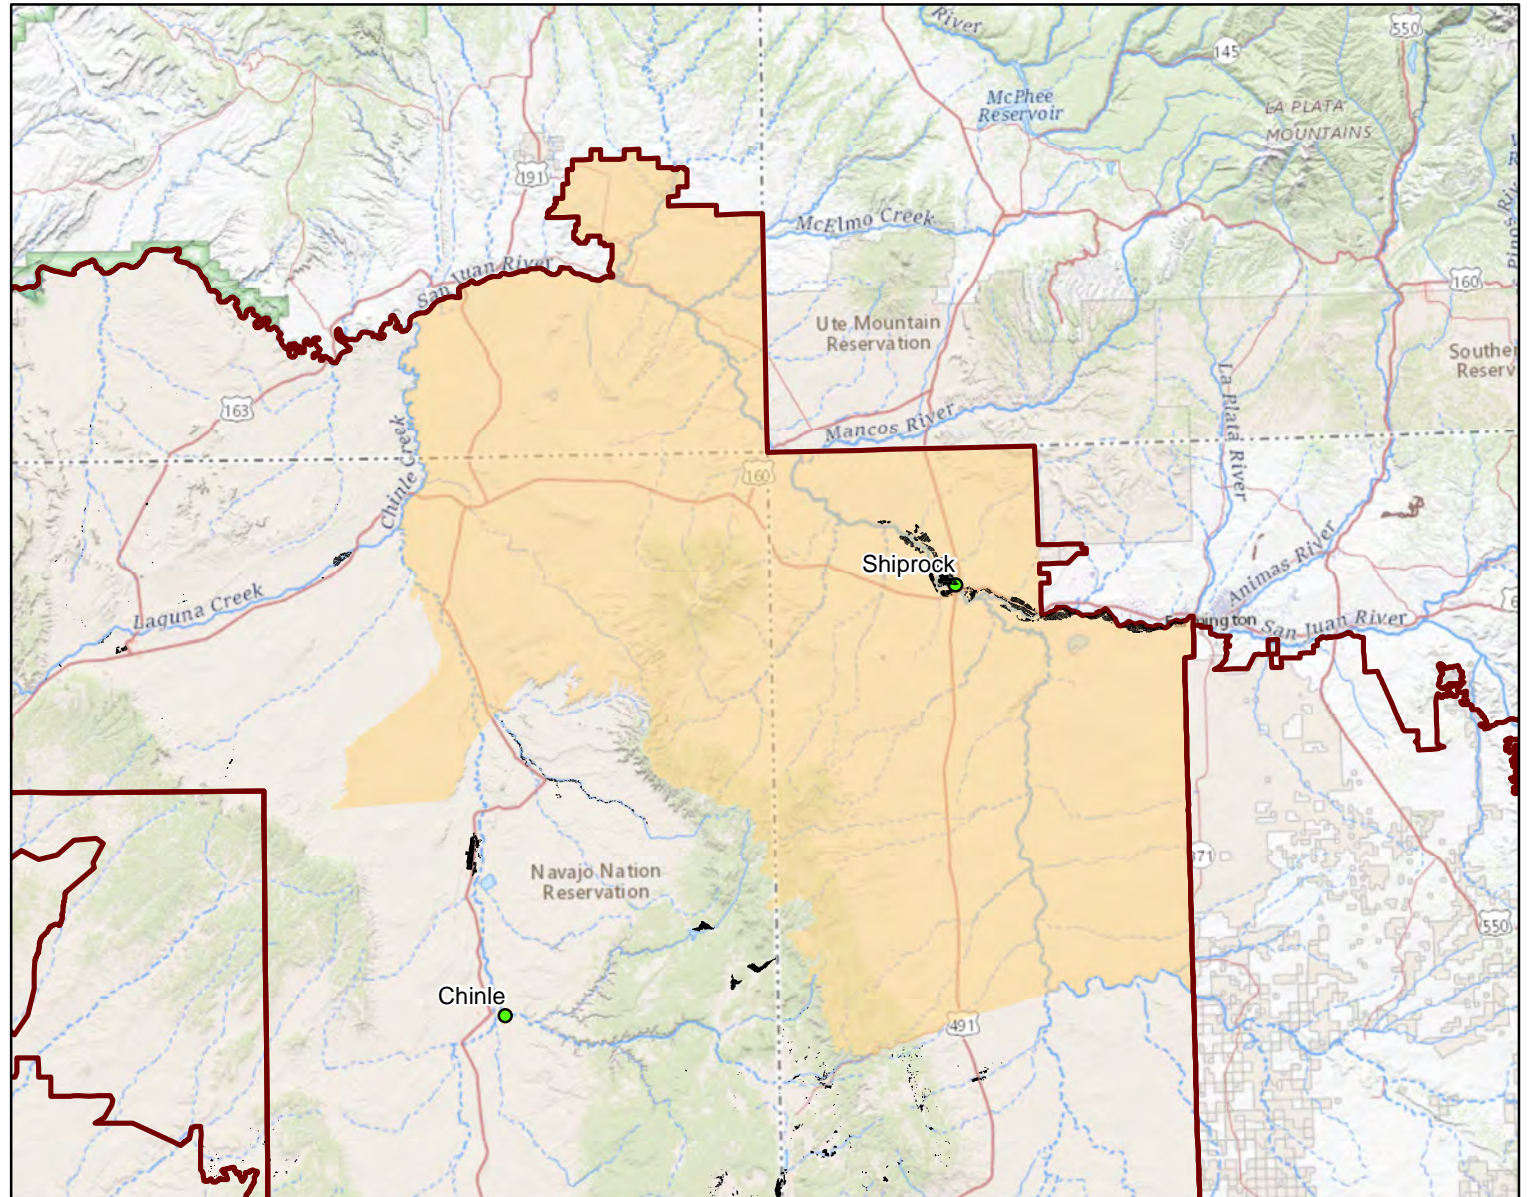 River
550
145
McPhee
Reservoir
LA PLATA
MOUNTAINS
191
McElmo Creek
San Juan River
160
Ute Mountain
Reservation
Souther
Reserv
163
La Plata River
Mancos River
Chinle Creek
160
Shiprock
Animas River
Laguna Creek
Farmington
San Juan River
371
Navajo Nation
Reservation
550
Chinle
491